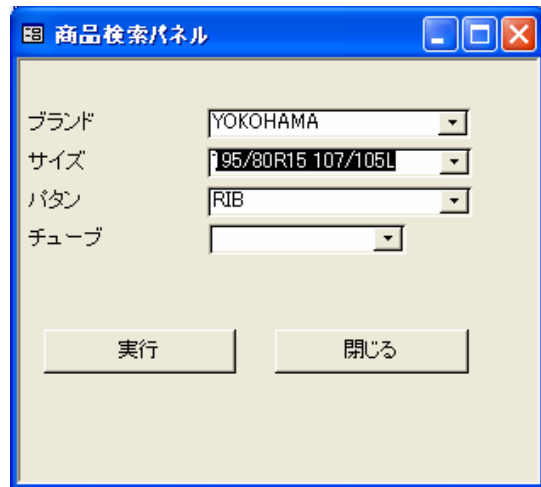 商品検索パネル
ブランド YOKOHAMA
サイズ 195/80R15 107/105L
パタン RIB
チューブ
実行 閉じる